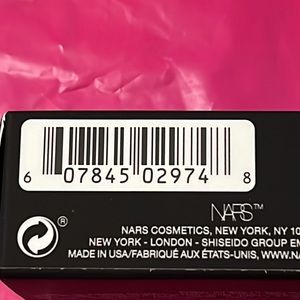 6 07845 02974 8
NARS™
NARS COSMETICS, NEW YORK, NY 10
NEW YORK - LONDON - SHISEIDO GROUP EM
MADE IN USA/FABRIQUÉ AUX ÉTATS-UNIS, WWW.NA
®